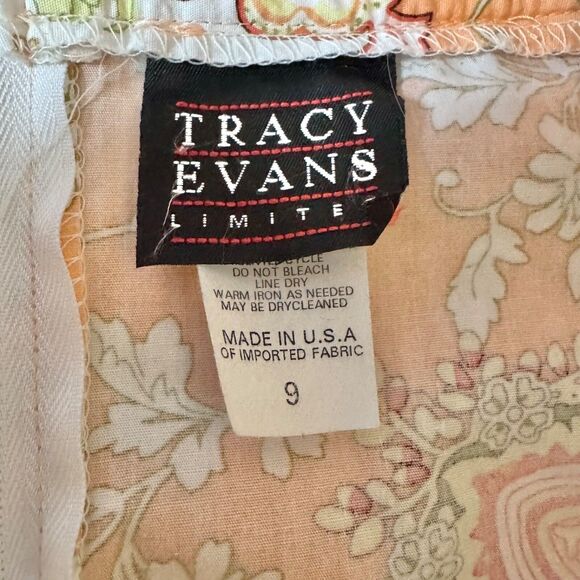 TRACY
EVANS
LIMITE
CYCLE
DO NOT BLEACH
LINE DRY
WARM IRON AS NEEDED
MAY BE DRYCLEANED
MADE IN U.S.A
OF IMPORTED FABRIC
9